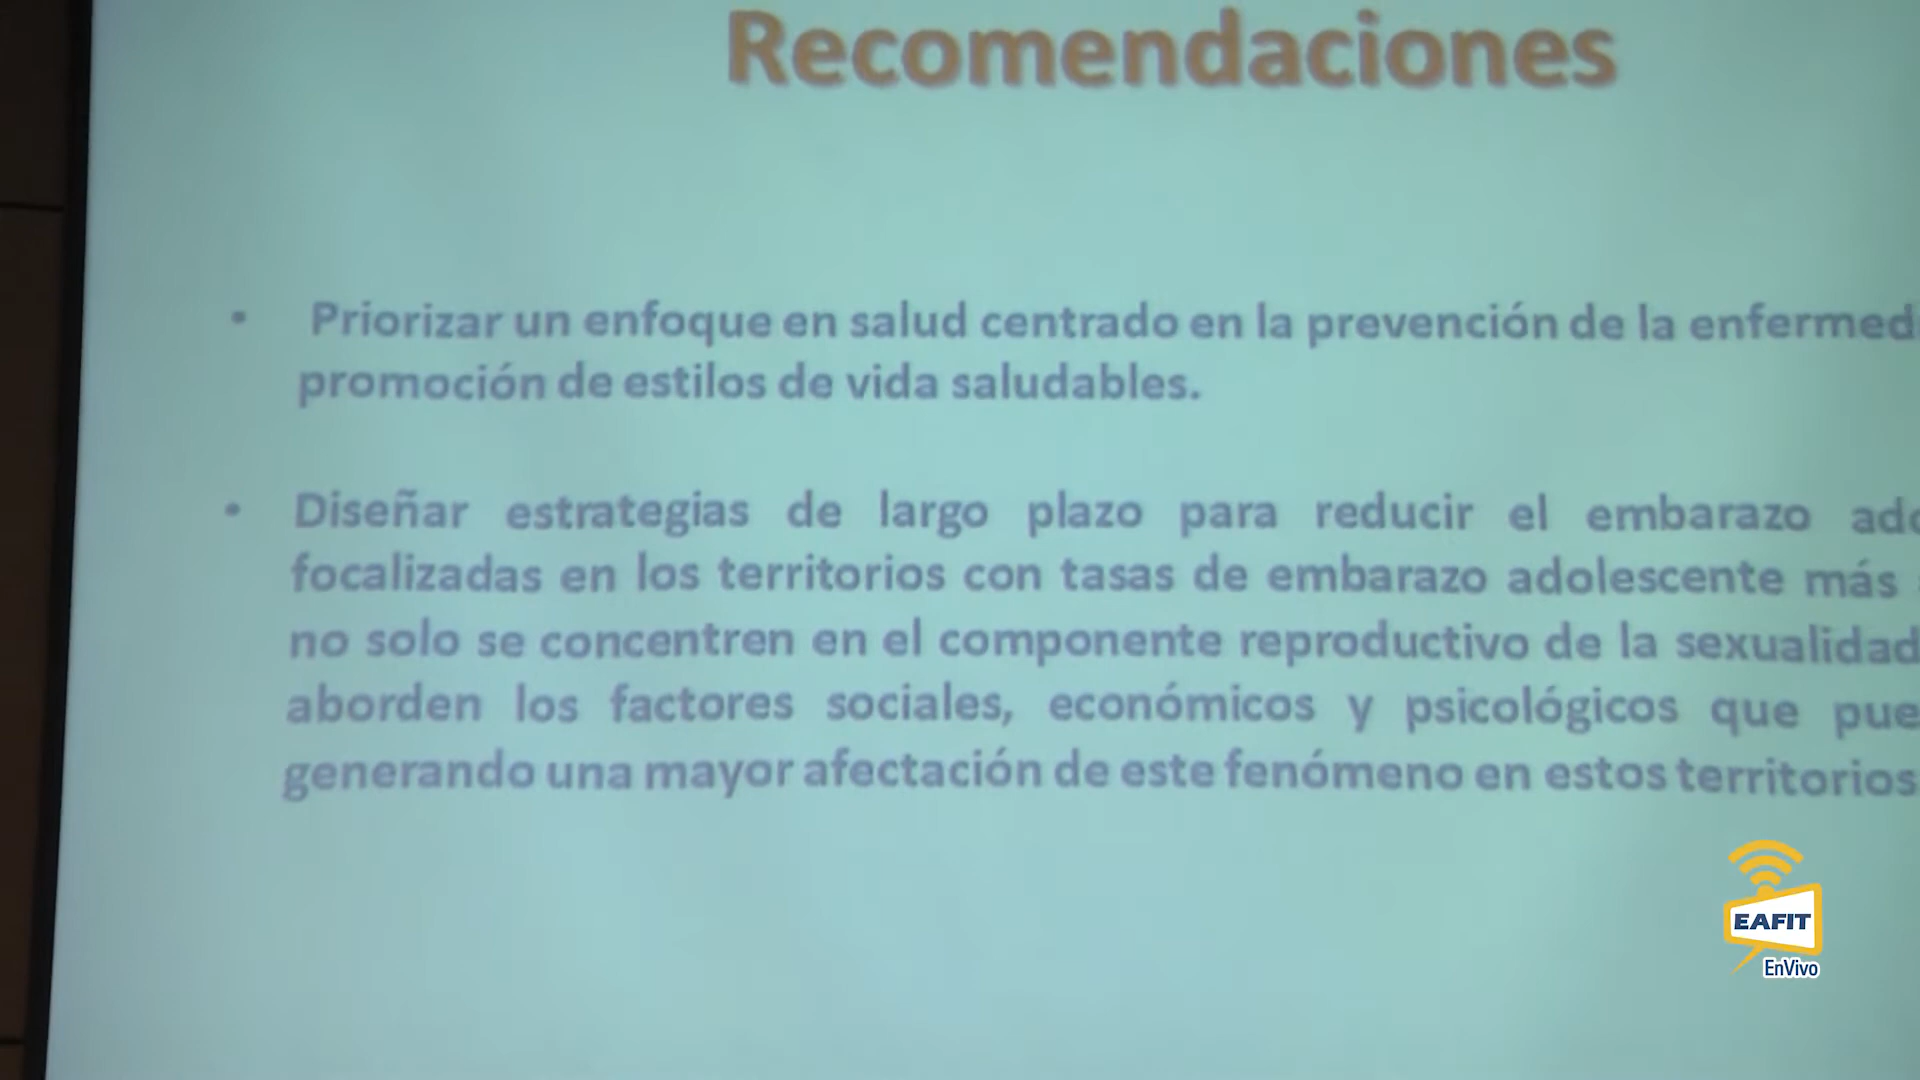 Recomendaciones
• Priorizar un enfoque en salud centrado en la prevención de la
promoción de estilos de vida saludables.
• Diseñar estrategias de largo plazo para reducir el embarazo
focalizadas en los territorios con tasas de embarazo adolescente más
no solo se concentren en el componente reproductivo de la sexualidad
aborden los factores sociales, económicos y psicológicos que
generando una mayor afectación de este fenómeno en estos territorios
EAFIT
EnVivo